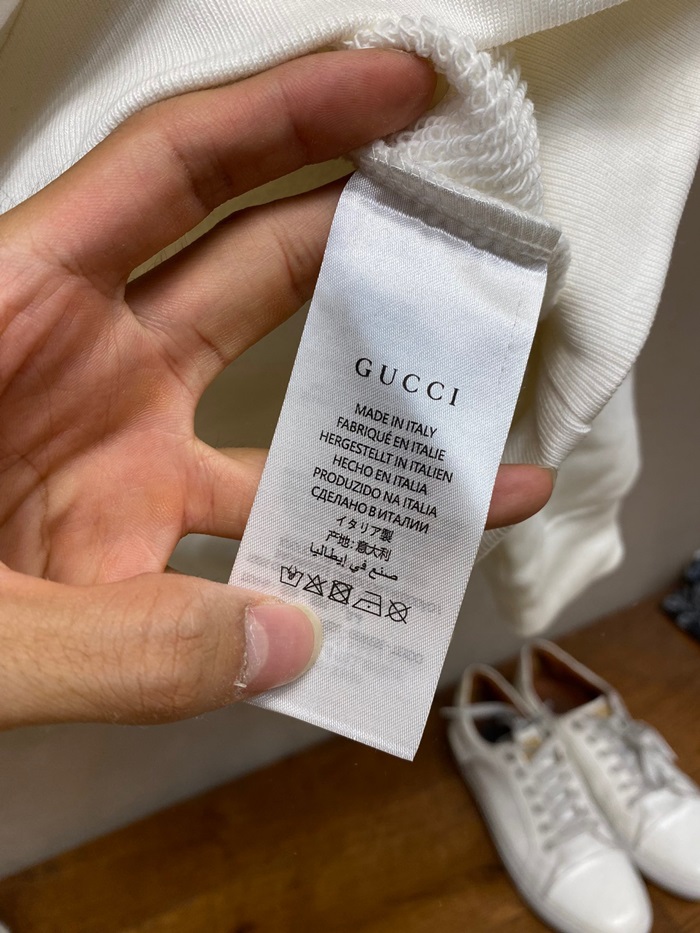 GUCCI
MADE IN ITALY
FABRIQUÉ EN ITALIE
HERGESTELLT IN ITALIEN
HECHO EN ITALIA
PRODUZIDO NA ITALIA
СДЕЛАНО В ИТАЛИИ
イタリア製
产地: 意大利
صنع في إيطاليا